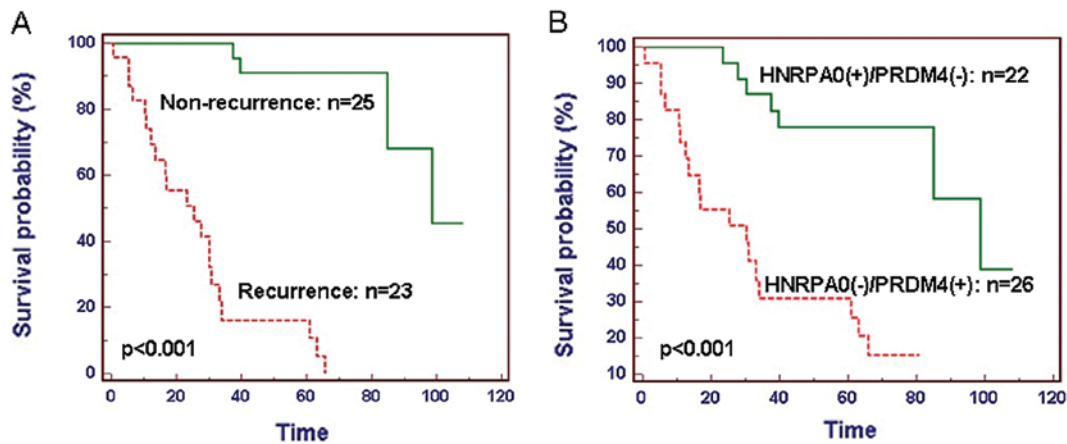 A
Survival probability (%)
100
80
60
40
20
0
Non-recurrence: n=25
Recurrence: n=23
p<0.001
0 20 40 60 80 100 120
Time
B
Survival probability (%)
100
90
80
70
60
50
40
30
20
10
HNRPA0(+)/PRDM4(-): n=22
HNRPA0(-)/PRDM4(+): n=26
p<0.001
0 20 40 60 80 100 120
Time